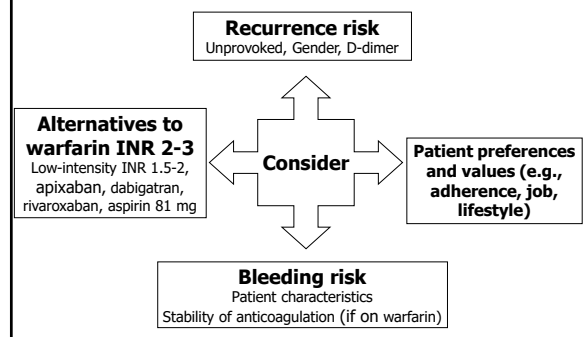 Recurrence risk
Unprovoked, Gender, D-dimer
Alternatives to
warfarin INR 2-3
Low-intensity INR 1.5-2,
apixaban, dabigatran,
rivaroxaban, aspirin 81 mg
Consider
Patient preferences
and values (e.g.,
adherence, job,
lifestyle)
Bleeding risk
Patient characteristics
Stability of anticoagulation (if on warfarin)